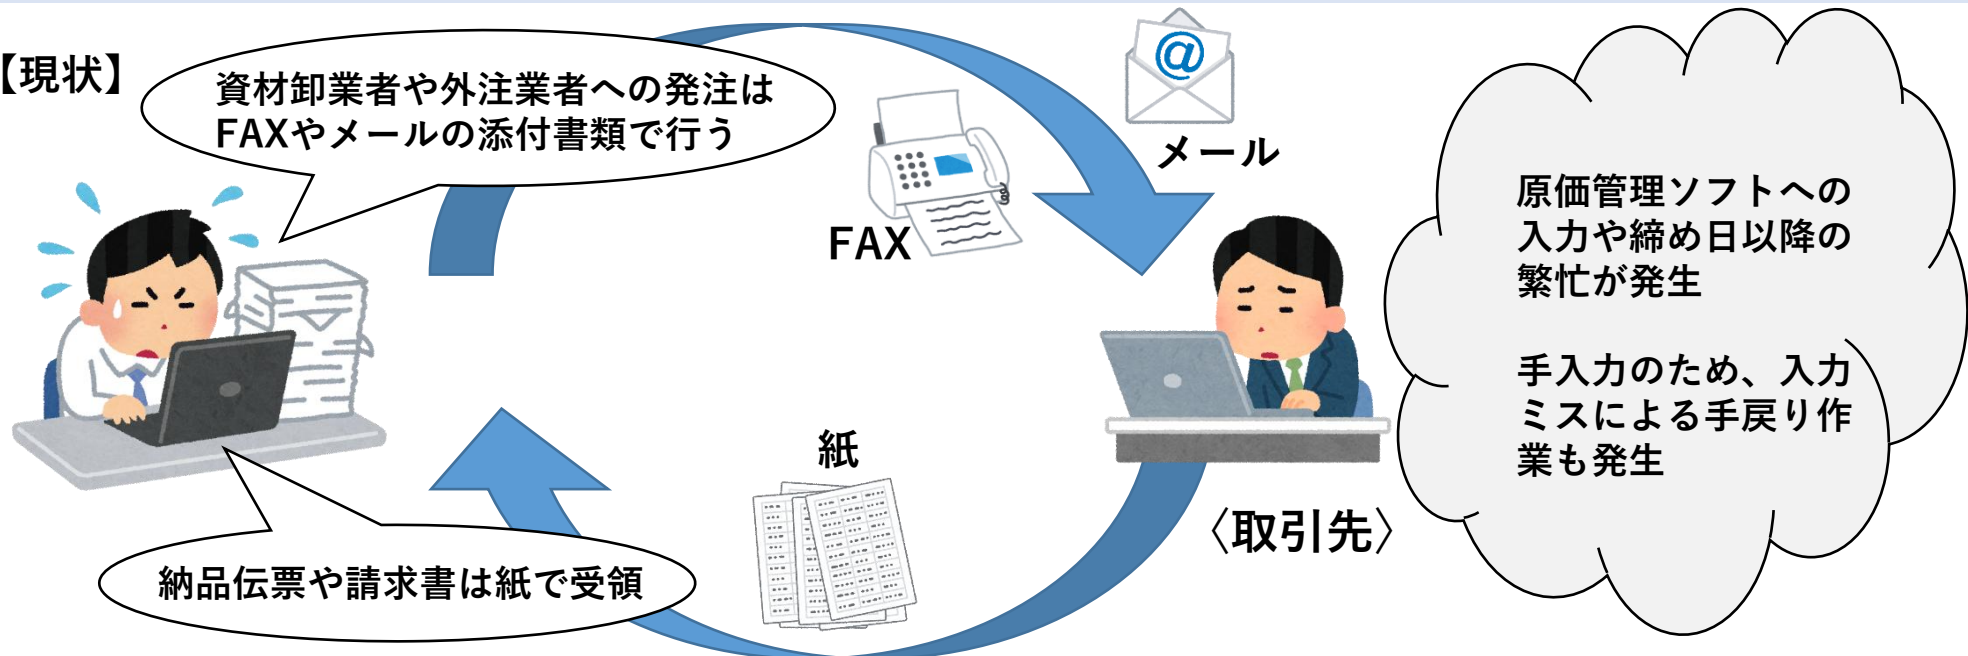 【現状】
資材卸業者や外注業者への発注は
FAXやメールの添付書類で行う
@
メール
FAX
原価管理ソフトへの
入力や締め日以降の
繁忙が発生
手入力のため、入力
ミスによる手戻り作
業も発生
紙
〈取引先〉
納品伝票や請求書は紙で受領